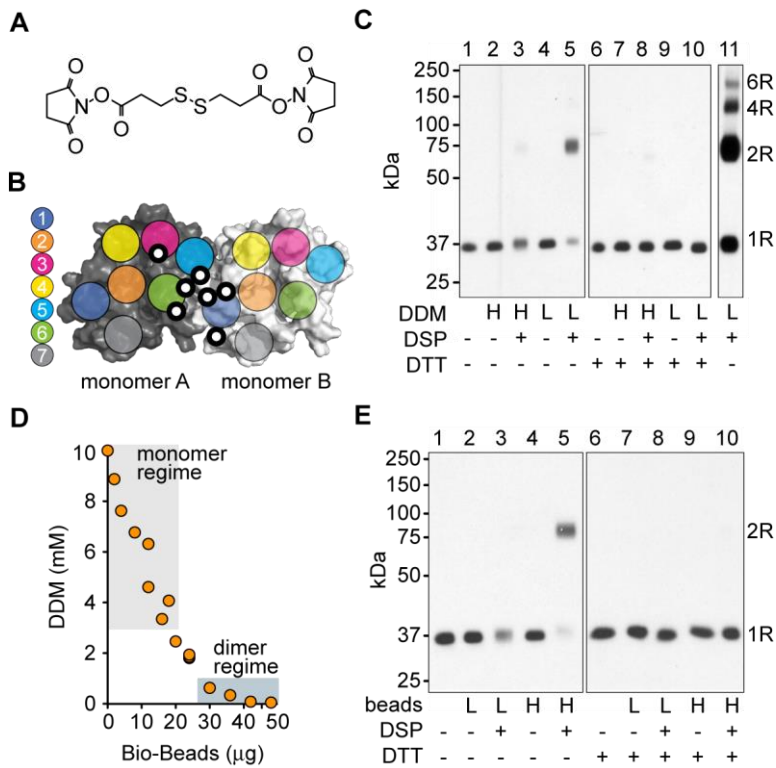 A
O
O
N
O
O
O
S-S
O
O
O
N
O
O
B
1
2
3
4
5
6
7
monomer A monomer B
C
1 2 3 4 5 6 7 8 9 10 11
250
150
100
75
50
37
25
kDa
6R
4R
2R
1R
DDM H H L L H H L L L
DSP - - + - + - - + - + +
DTT - - - - - + + + + + -
D
10
8
6
4
2
0
DDM (mM)
monomer
regime
dimer
regime
0 20 40 50
Bio-Beads (µg)
E
1 2 3 4 5 6 7 8 9 10
250
150
100
75
50
37
25
kDa
2R
1R
beads L L H H L L H H
DSP - - + - + - - + - +
DTT - - - - - + + + + +